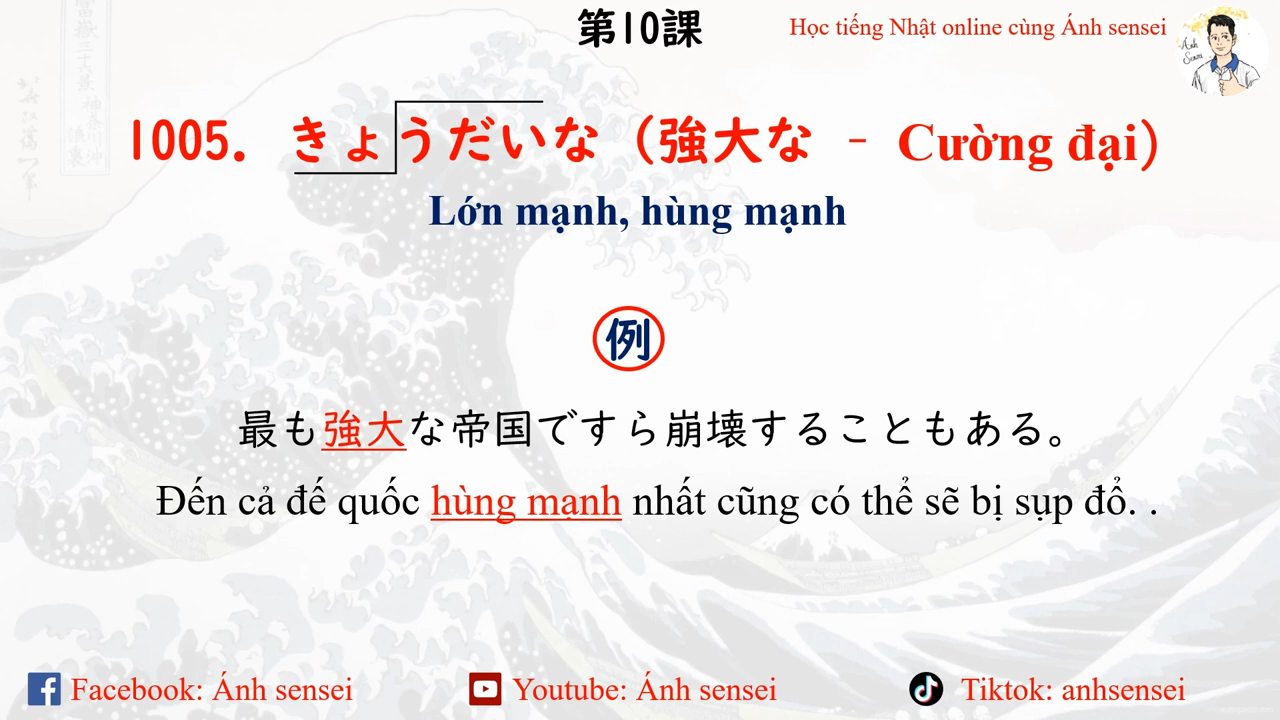 第10課
Học tiếng Nhật online cùng Ánh sensei
Ánh
Sensei
1005. きょうだいな (強大な - Cường đại)
Lớn mạnh, hùng mạnh
例
最も強大な帝国ですら崩壊することもある。
Đến cả đế quốc hùng mạnh nhất cũng có thể sẽ bị sụp đổ. .
Facebook: Ánh sensei
Youtube: Ánh sensei
Tiktok: anhsensei